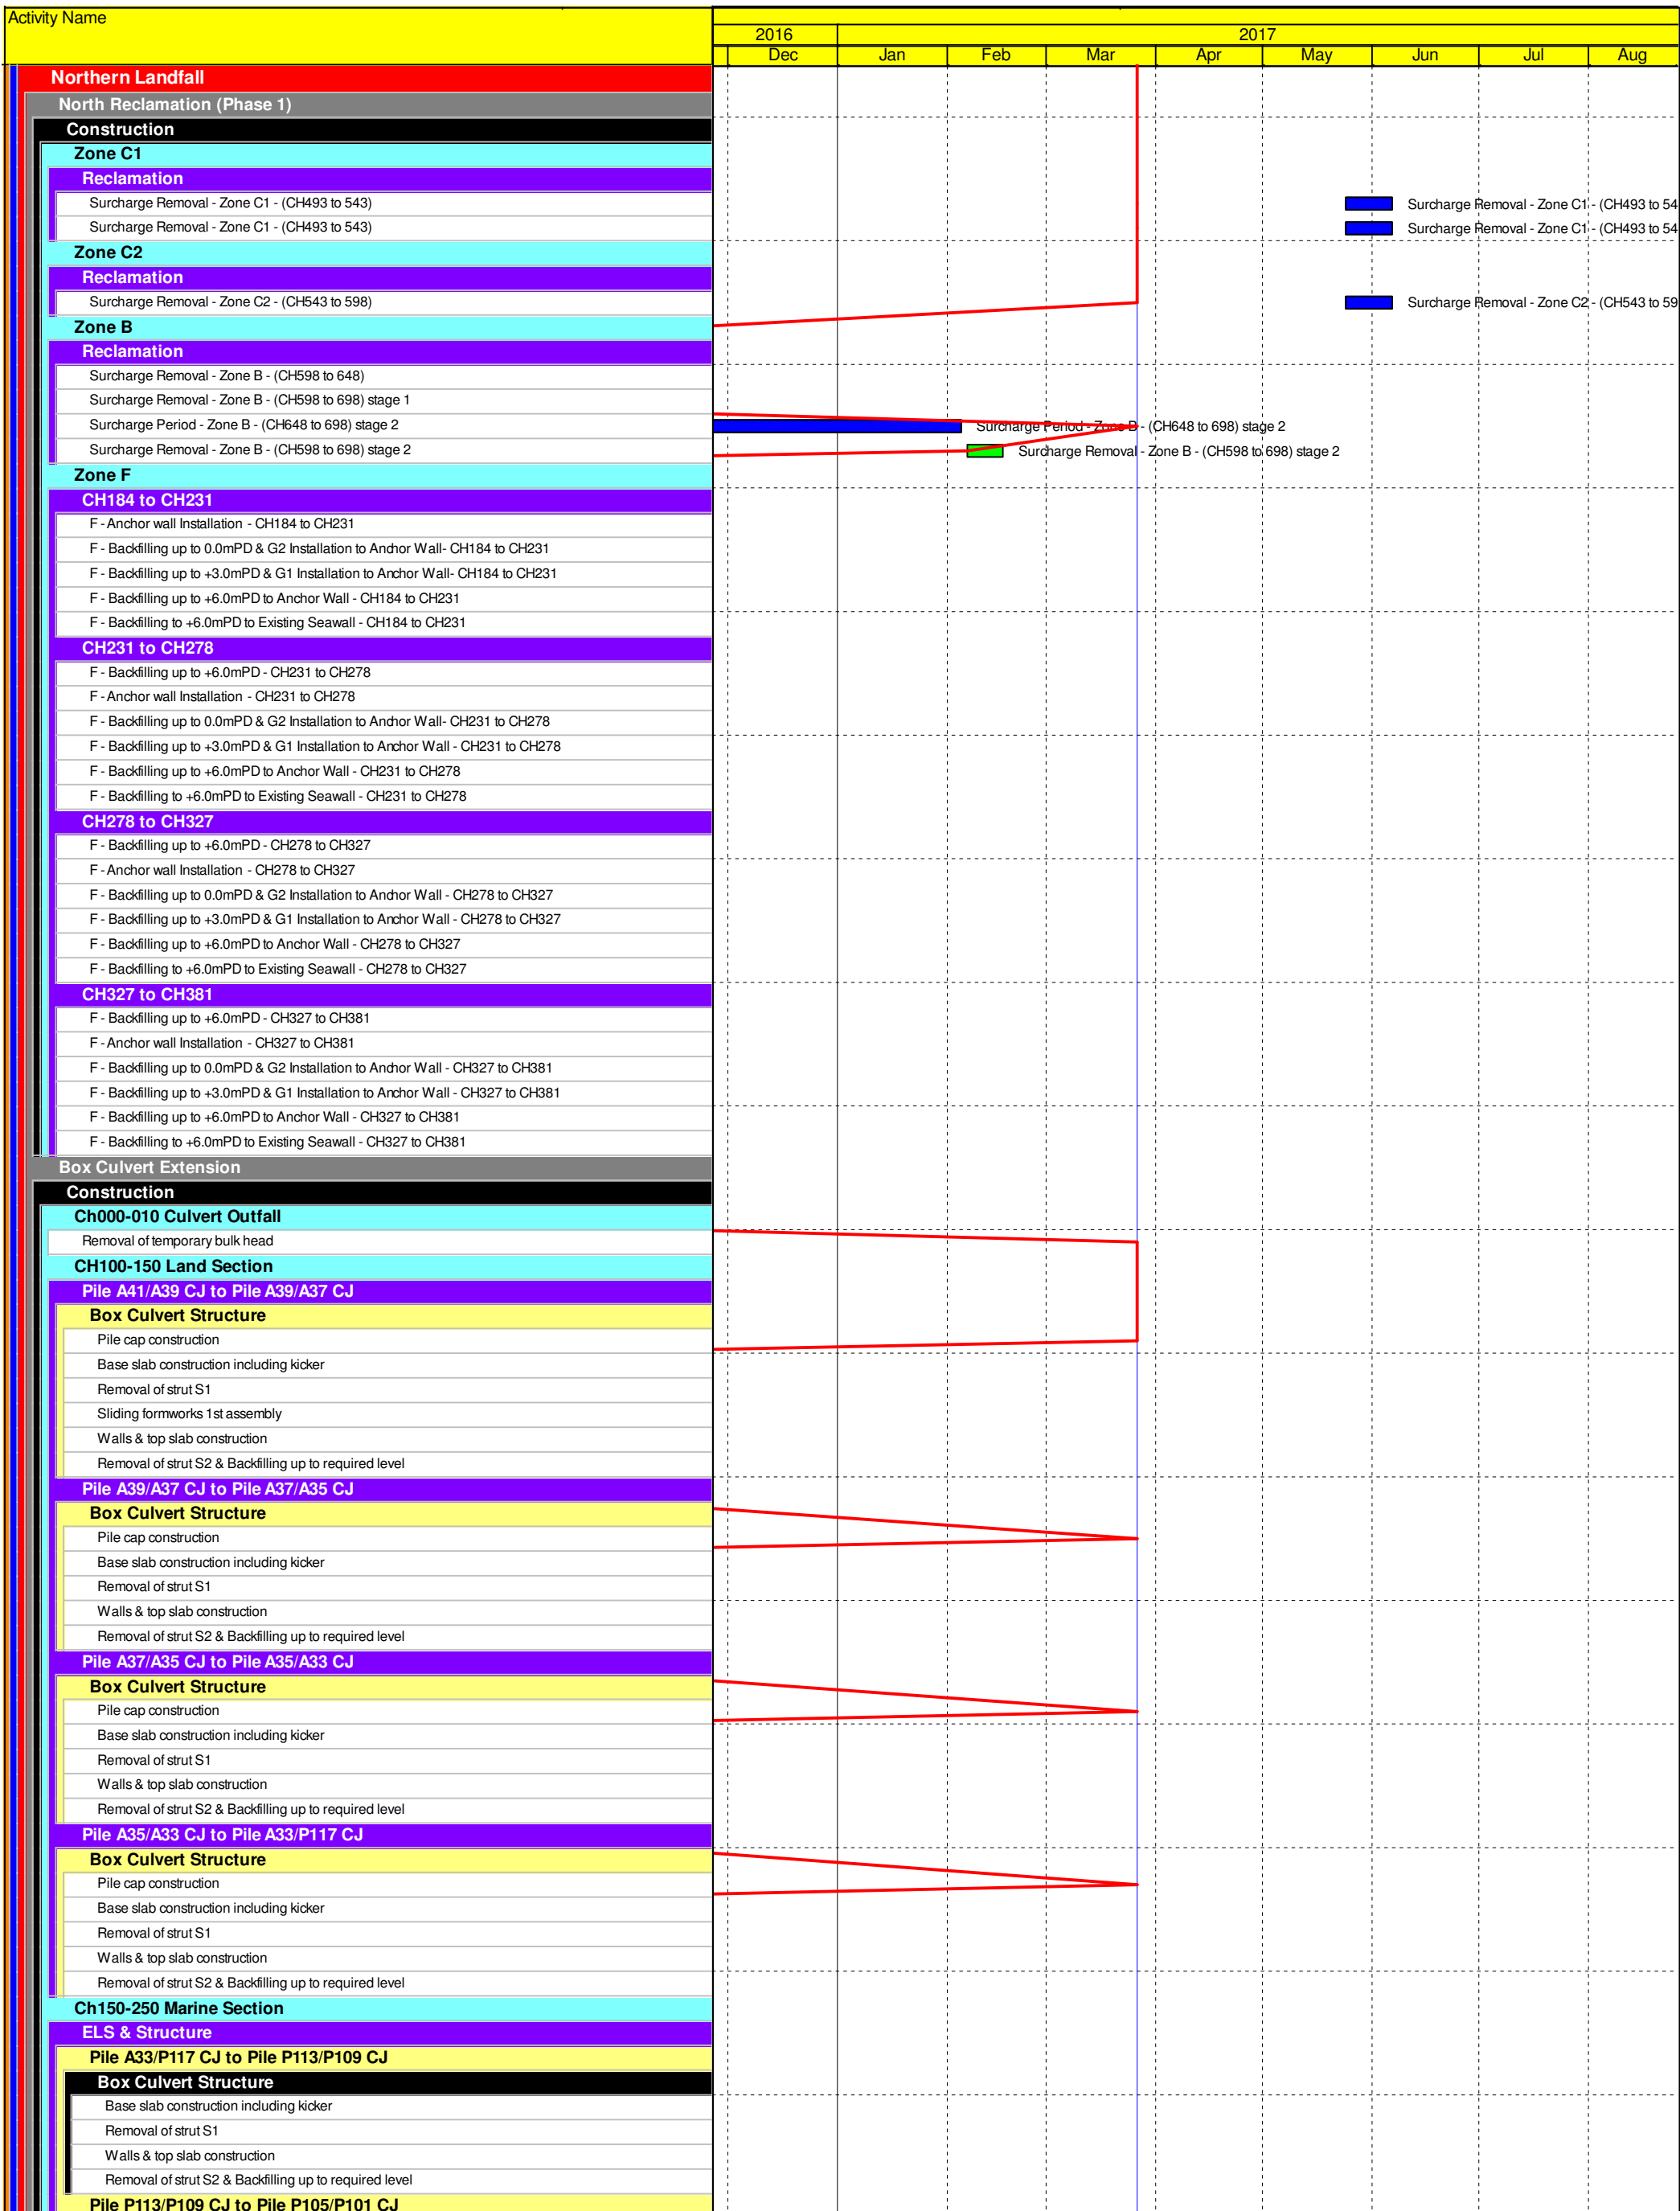 Activity Name
2016
2017
Dec
Jan
Feb
Mar
Apr
May
Jun
Jul
Aug
Northern Landfall
North Reclamation (Phase 1)
Construction
Zone C1
Reclamation
Surcharge Removal - Zone C1 - (CH493 to 543)
Surcharge Removal - Zone C1 - (CH493 to 54
Surcharge Removal - Zone C1 - (CH493 to 543)
Surcharge Removal - Zone C1 - (CH493 to 54
Zone C2
Reclamation
Surcharge Removal - Zone C2 - (CH543 to 598)
Surcharge Removal - Zone C2 - (CH543 to 59
Zone B
Reclamation
Surcharge Removal - Zone B - (CH598 to 648)
Surcharge Removal - Zone B - (CH598 to 698) stage 1
Surcharge Period - Zone B - (CH648 to 698) stage 2
Surcharge Period - Zone B - (CH648 to 698) stage 2
Surcharge Removal - Zone B - (CH598 to 698) stage 2
Surcharge Removal - Zone B - (CH598 to 698) stage 2
Zone F
CH184 to CH231
F - Anchor wall Installation - CH184 to CH231
F - Backfilling up to 0.0mPD & G2 Installation to Anchor Wall- CH184 to CH231
F - Backfilling up to +3.0mPD & G1 Installation to Anchor Wall- CH184 to CH231
F - Backfilling up to +6.0mPD to Anchor Wall - CH184 to CH231
F - Backfilling to +6.0mPD to Existing Seawall - CH184 to CH231
CH231 to CH278
F - Backfilling up to +6.0mPD - CH231 to CH278
F - Anchor wall Installation - CH231 to CH278
F - Backfilling up to 0.0mPD & G2 Installation to Anchor Wall- CH231 to CH278
F - Backfilling up to +3.0mPD & G1 Installation to Anchor Wall - CH231 to CH278
F - Backfilling up to +6.0mPD to Anchor Wall - CH231 to CH278
F - Backfilling to +6.0mPD to Existing Seawall - CH231 to CH278
CH278 to CH327
F - Backfilling up to +6.0mPD - CH278 to CH327
F - Anchor wall Installation - CH278 to CH327
F - Backfilling up to 0.0mPD & G2 Installation to Anchor Wall - CH278 to CH327
F - Backfilling up to +3.0mPD & G1 Installation to Anchor Wall - CH278 to CH327
F - Backfilling up to +6.0mPD to Anchor Wall - CH278 to CH327
F - Backfilling to +6.0mPD to Existing Seawall - CH278 to CH327
CH327 to CH381
F - Backfilling up to +6.0mPD - CH327 to CH381
F - Anchor wall Installation - CH327 to CH381
F - Backfilling up to 0.0mPD & G2 Installation to Anchor Wall - CH327 to CH381
F - Backfilling up to +3.0mPD & G1 Installation to Anchor Wall - CH327 to CH381
F - Backfilling up to +6.0mPD to Anchor Wall - CH327 to CH381
F - Backfilling to +6.0mPD to Existing Seawall - CH327 to CH381
Box Culvert Extension
Construction
Ch000-010 Culvert Outfall
Removal of temporary bulk head
CH100-150 Land Section
Pile A41/A39 CJ to Pile A39/A37 CJ
Box Culvert Structure
Pile cap construction
Base slab construction including kicker
Removal of strut S1
Sliding formworks 1st assembly
Walls & top slab construction
Removal of strut S2 & Backfilling up to required level
Pile A39/A37 CJ to Pile A37/A35 CJ
Box Culvert Structure
Pile cap construction
Base slab construction including kicker
Removal of strut S1
Walls & top slab construction
Removal of strut S2 & Backfilling up to required level
Pile A37/A35 CJ to Pile A35/A33 CJ
Box Culvert Structure
Pile cap construction
Base slab construction including kicker
Removal of strut S1
Walls & top slab construction
Removal of strut S2 & Backfilling up to required level
Pile A35/A33 CJ to Pile A33/P117 CJ
Box Culvert Structure
Pile cap construction
Base slab construction including kicker
Removal of strut S1
Walls & top slab construction
Removal of strut S2 & Backfilling up to required level
Ch150-250 Marine Section
ELS & Structure
Pile A33/P117 CJ to Pile P113/P109 CJ
Box Culvert Structure
Base slab construction including kicker
Removal of strut S1
Walls & top slab construction
Removal of strut S2 & Backfilling up to required level
Pile P113/P109 CJ to Pile P105/P101 CJ